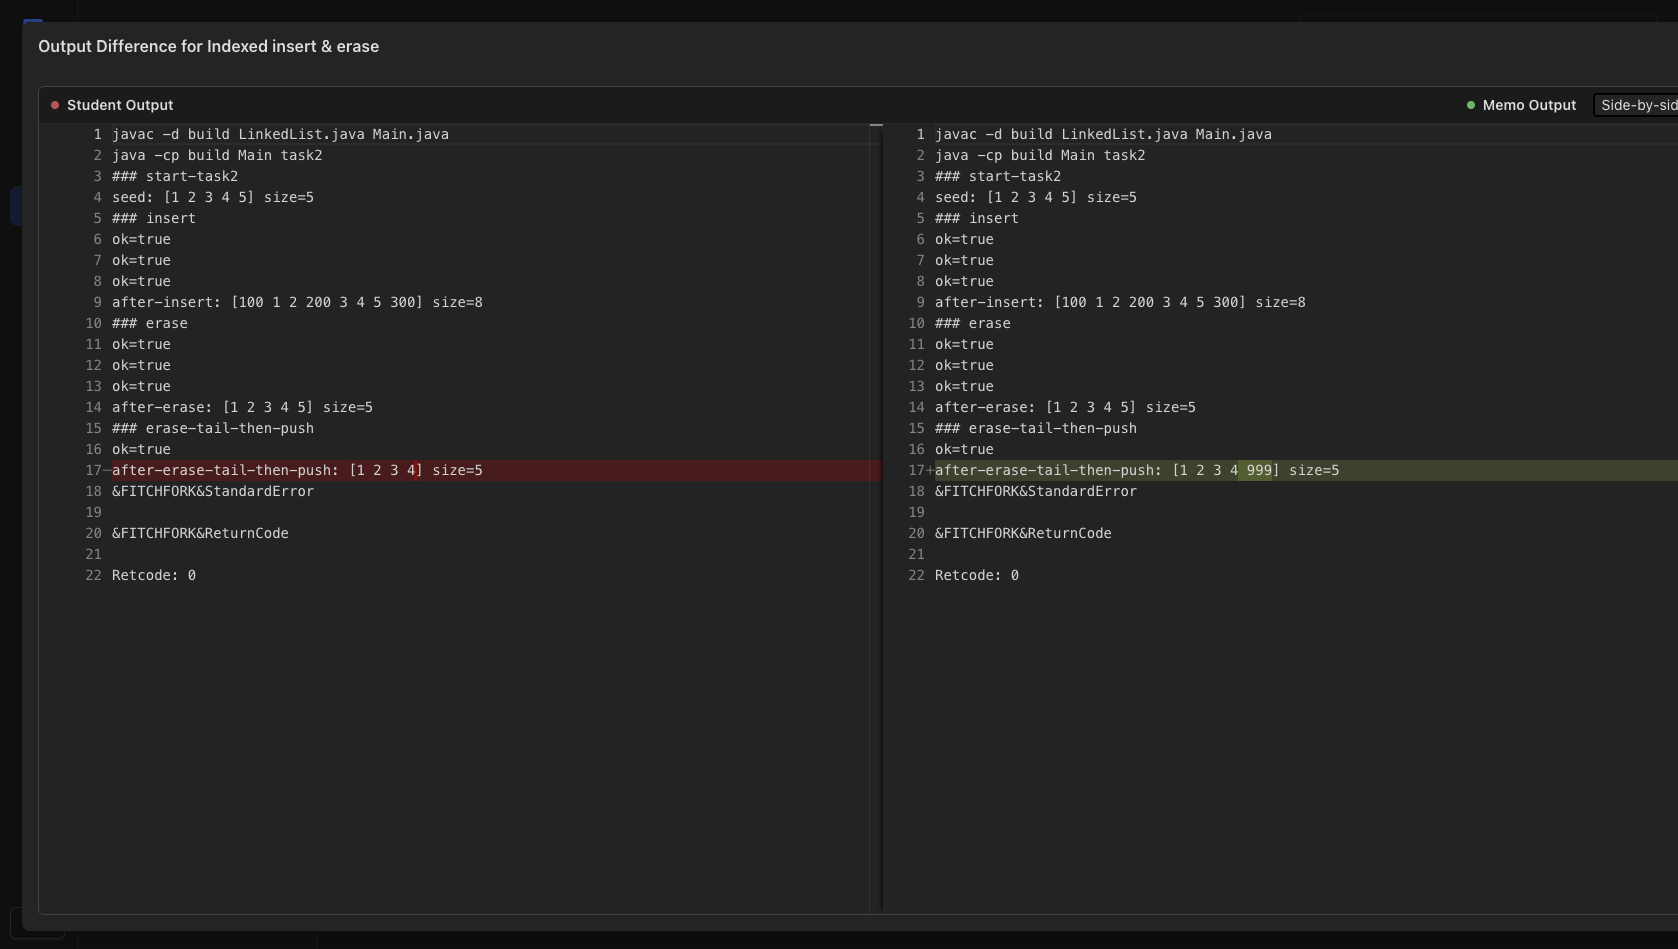 Output Difference for Indexed insert & erase
Student Output
1 javac -d build LinkedList.java Main.java
2 java -cp build Main task2
3 ### start-task2
4 seed: [1 2 3 4 5] size=5
5 ### insert
6 ok=true
7 ok=true
8 ok=true
9 after-insert: [100 1 2 200 3 4 5 300] size=8
10 ### erase
11 ok=true
12 ok=true
13 ok=true
14 after-erase: [1 2 3 4 5] size=5
15 ### erase-tail-then-push
16 ok=true
17-after-erase-tail-then-push: [1 2 3 4] size=5
18 &FITCHFORK&StandardError
19
20 &FITCHFORK&ReturnCode
21
22 Retcode: 0
Memo Output
Side-by-sid
1 javac -d build LinkedList.java Main.java
2 java -cp build Main task2
3 ### start-task2
4 seed: [1 2 3 4 5] size=5
5 ### insert
6 ok=true
7 ok=true
8 ok=true
9 after-insert: [100 1 2 200 3 4 5 300] size=8
10 ### erase
11 ok=true
12 ok=true
13 ok=true
14 after-erase: [1 2 3 4 5] size=5
15 ### erase-tail-then-push
16 ok=true
17+after-erase-tail-then-push: [1 2 3 4 999] size=5
18 &FITCHFORK&StandardError
19
20 &FITCHFORK&ReturnCode
21
22 Retcode: 0